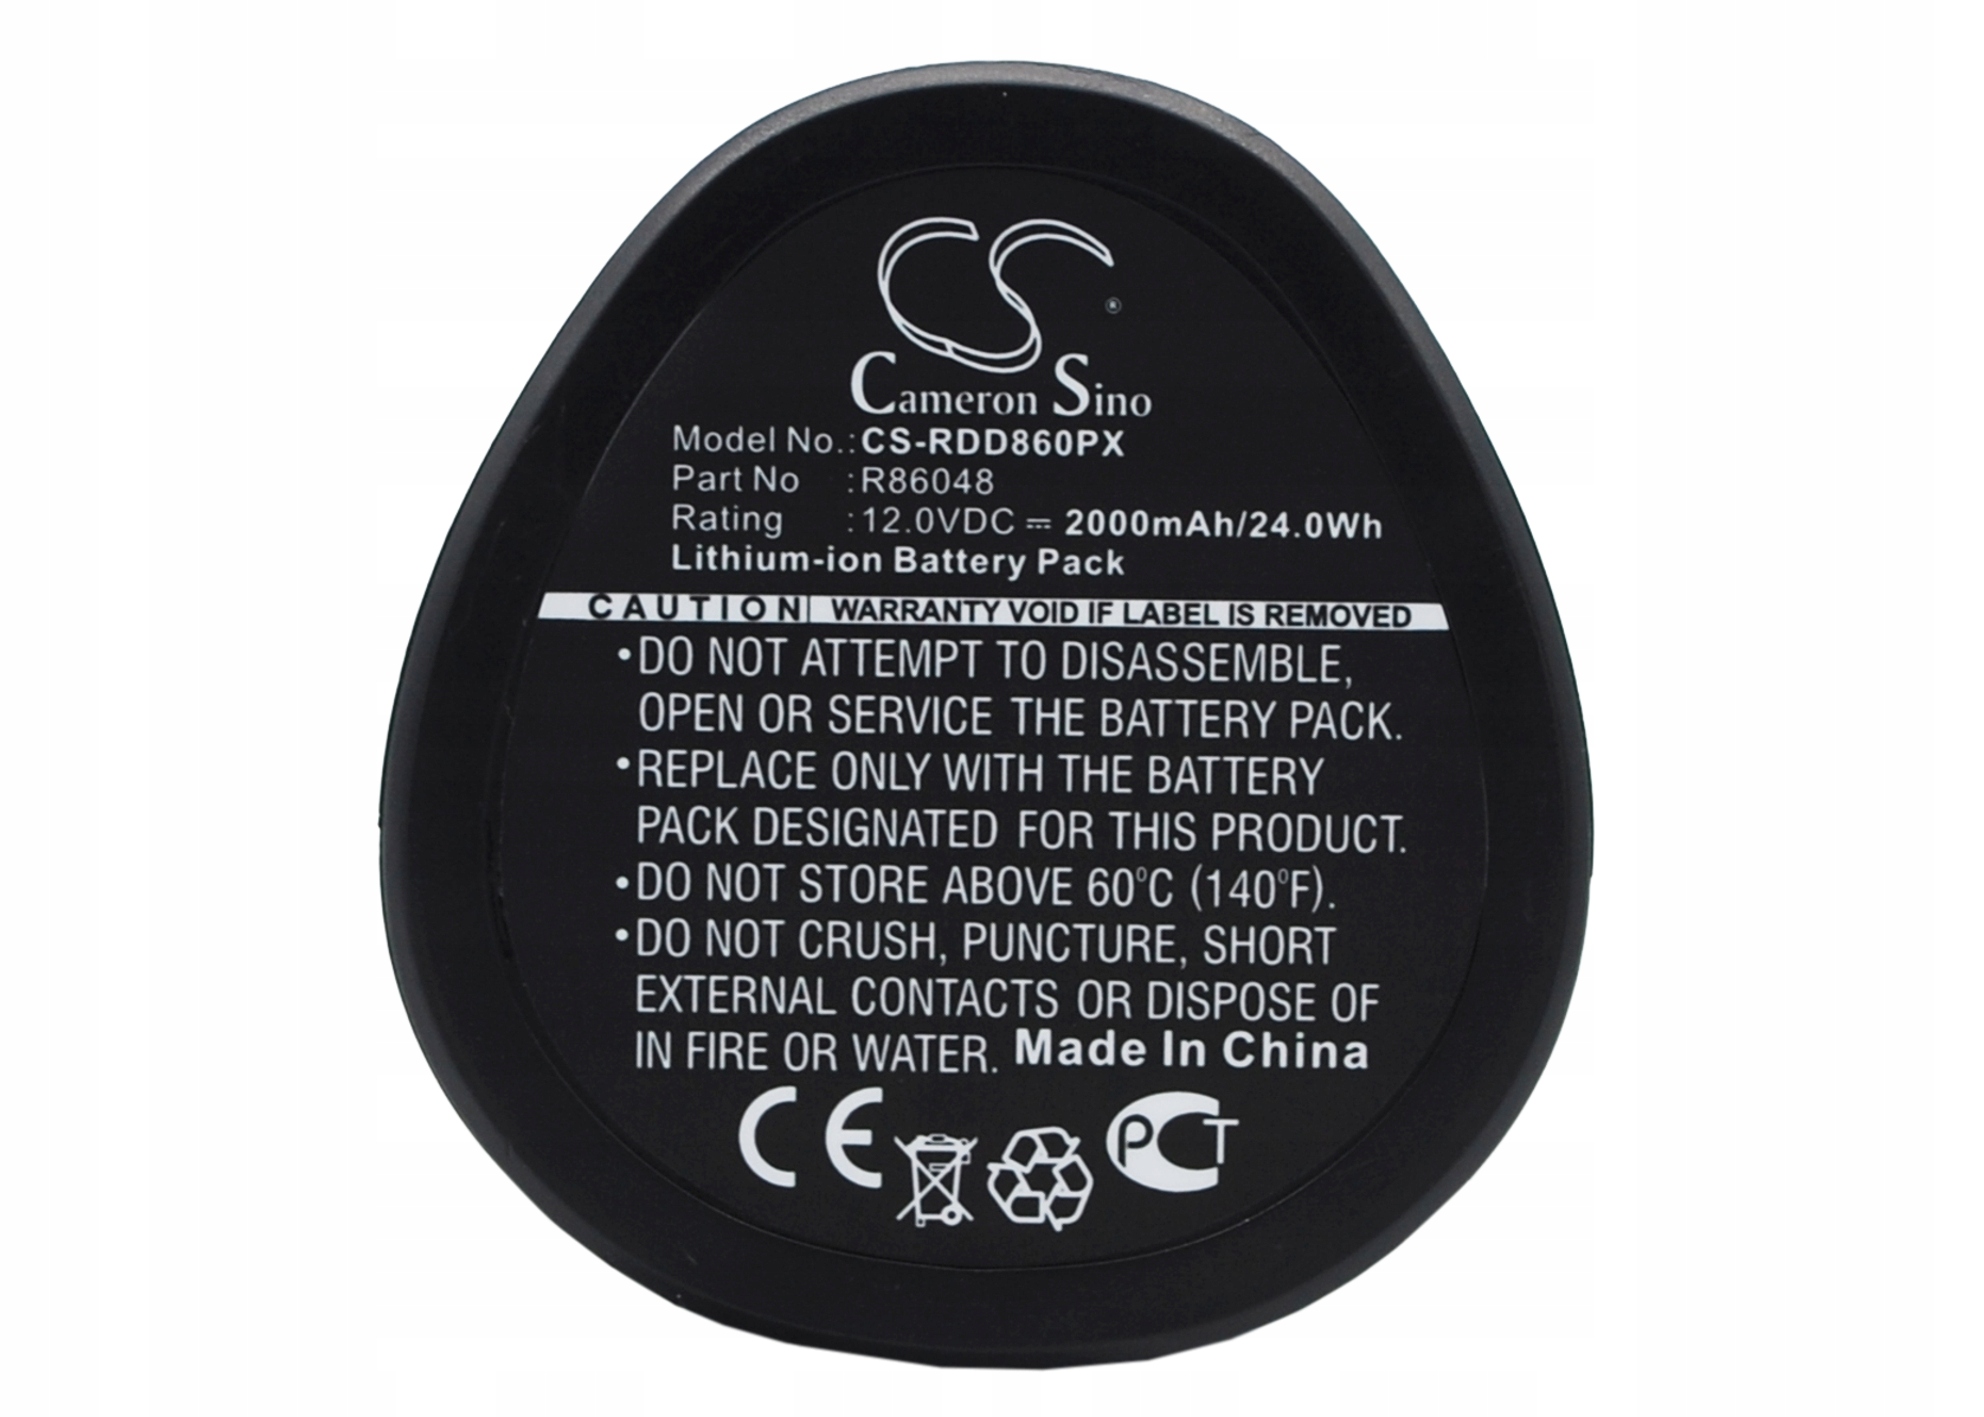 CS ®
Cameron Sino
Model No.: CS-RDD860PX
Part No : R86048
Rating : 12.0VDC ⎓ 2000mAh/24.0Wh
Lithium-ion Battery Pack
CAUTION | WARRANTY VOID IF LABEL IS REMOVED
•DO NOT ATTEMPT TO DISASSEMBLE,
OPEN OR SERVICE THE BATTERY PACK.
•REPLACE ONLY WITH THE BATTERY
PACK DESIGNATED FOR THIS PRODUCT.
•DO NOT STORE ABOVE 60°C (140°F).
•DO NOT CRUSH, PUNCTURE, SHORT
EXTERNAL CONTACTS OR DISPOSE OF
IN FIRE OR WATER. Made In China
CE PCT